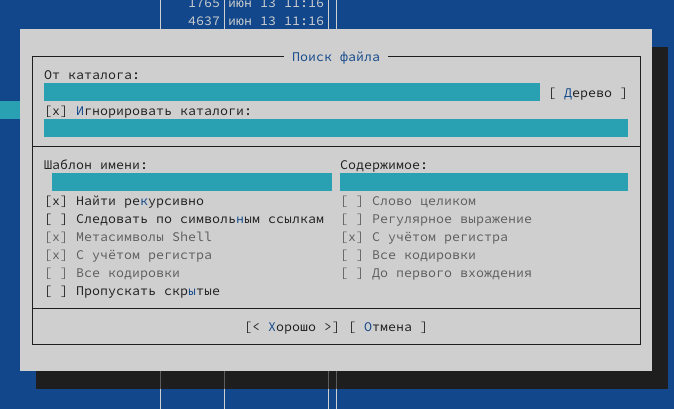 1765 июн 13 11:16
4637 июн 13 11:16
Поиск файла
От каталога:
[ Дерево ]
[x] Игнорировать каталоги:
Шаблон имени: Содержимое:
[x] Найти рекурсивно [ ] Слово целиком
[ ] Следовать по символьным ссылкам [ ] Регулярное выражение
[x] Метасимволы Shell [x] С учётом регистра
[x] С учётом регистра [ ] Все кодировки
[ ] Все кодировки [ ] До первого вхождения
[ ] Пропускать скрытые
[< Хорошо >] [ Отмена ]